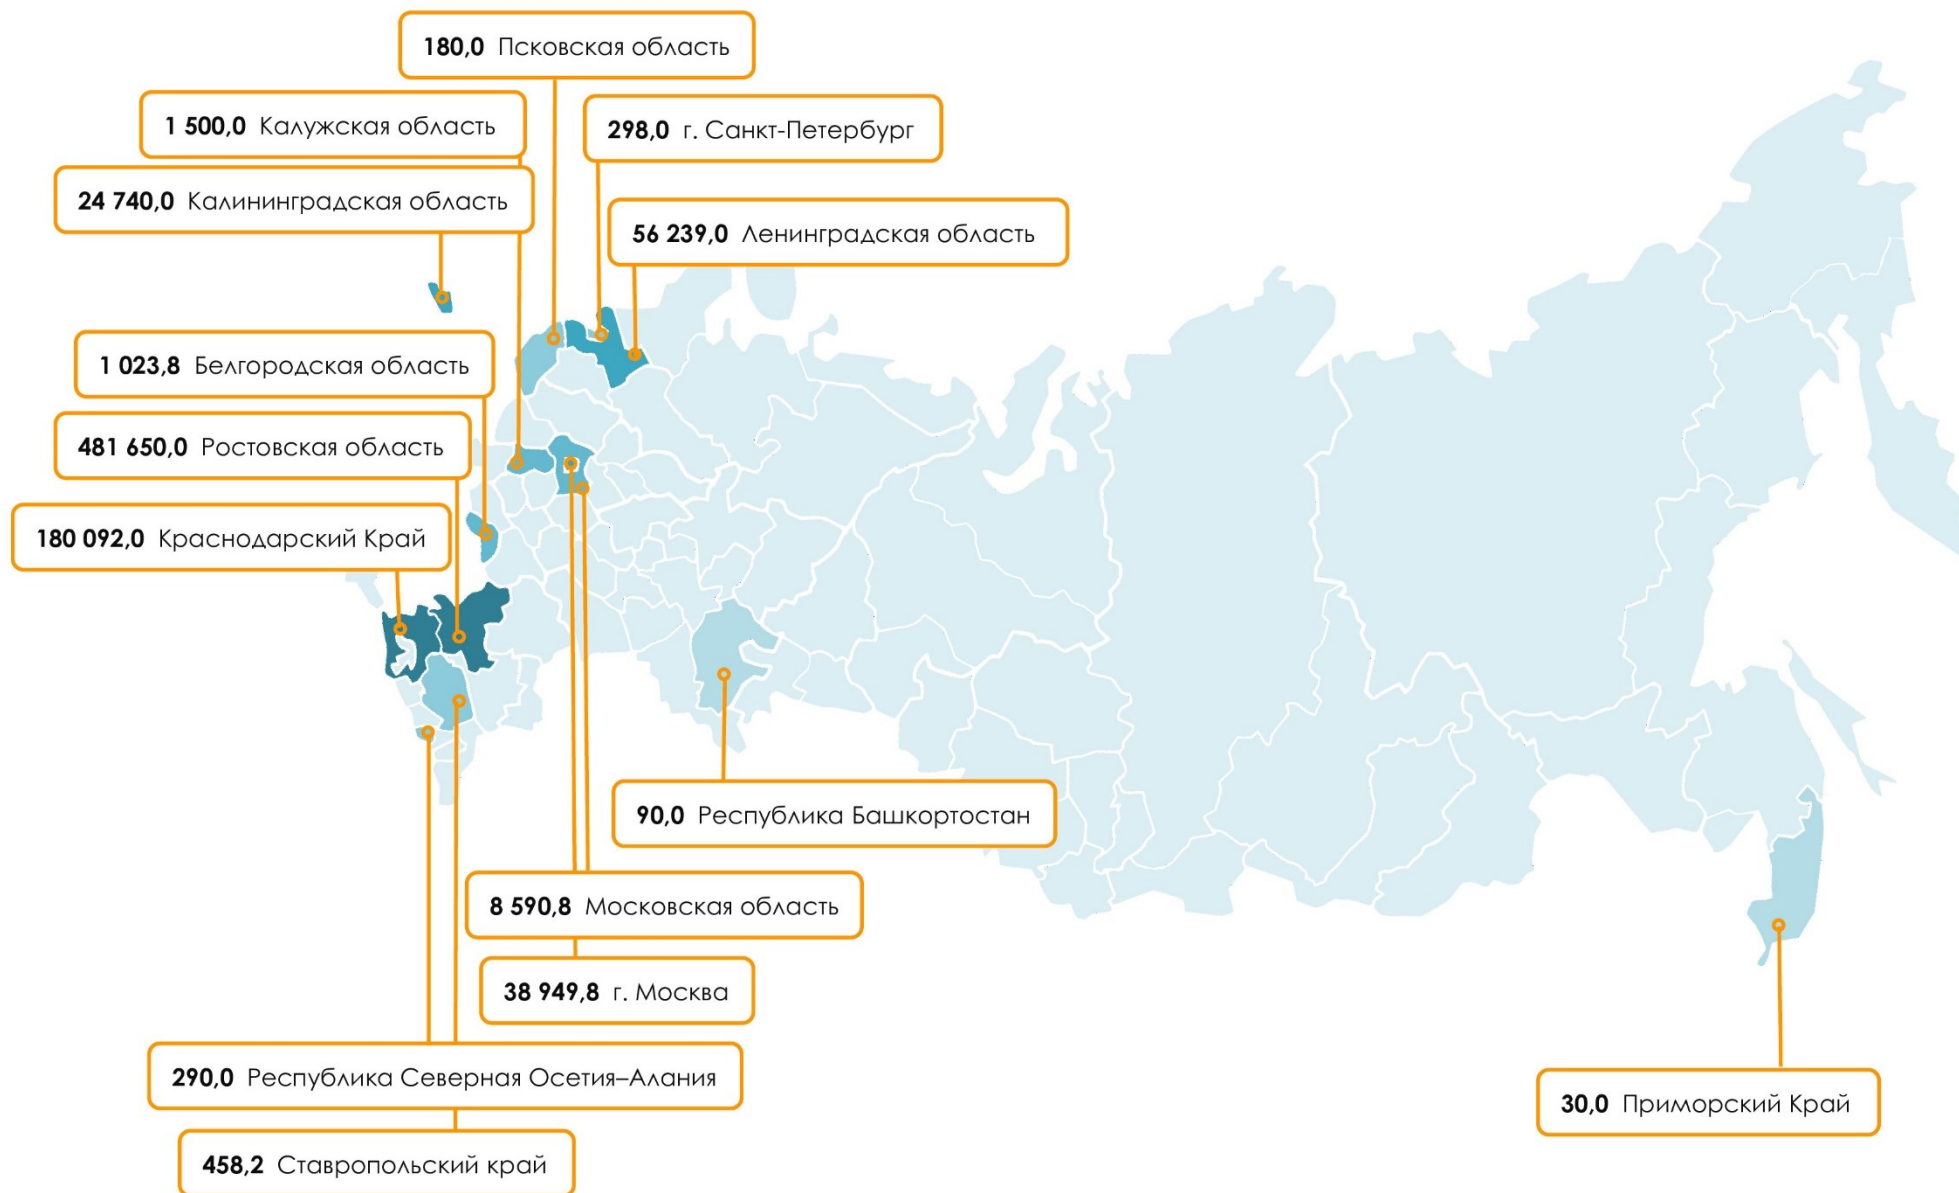 180,0 Псковская область
1 500,0 Калужская область
298,0 г. Санкт-Петербург
24 740,0 Калининградская область
56 239,0 Ленинградская область
1 023,8 Белгородская область
481 650,0 Ростовская область
180 092,0 Краснодарский Край
90,0 Республика Башкортостан
8 590,8 Московская область
38 949,8 г. Москва
290,0 Республика Северная Осетия–Алания
30,0 Приморский Край
458,2 Ставропольский край